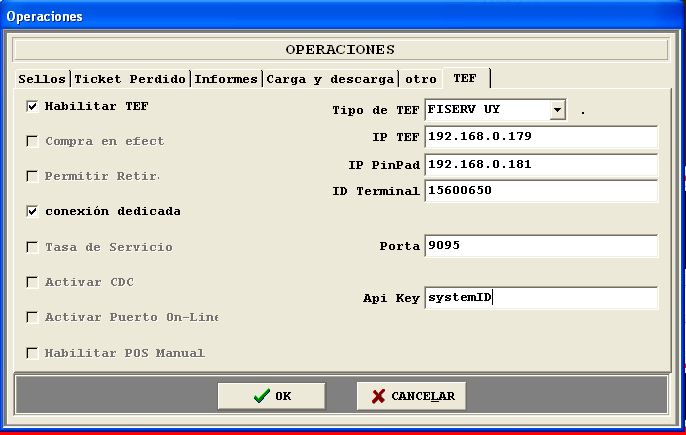 Operaciones
OPERACIONES
Sellos Ticket Perdido Informes Carga y descarga otro TEF
Habilitar TEF
Tipo de TEF FISERV UY .
Compra en efect
IP TEF 192.168.0.179
IP PinPad 192.168.0.181
Permitir Retir
ID Terminal 15600650
conexión dedicada
Tasa de Servicio
Porta 9095
Activar CDC
Api Key systemID
Activar Puerto On-Line
Habilitar POS Manual
OK CANCELAR